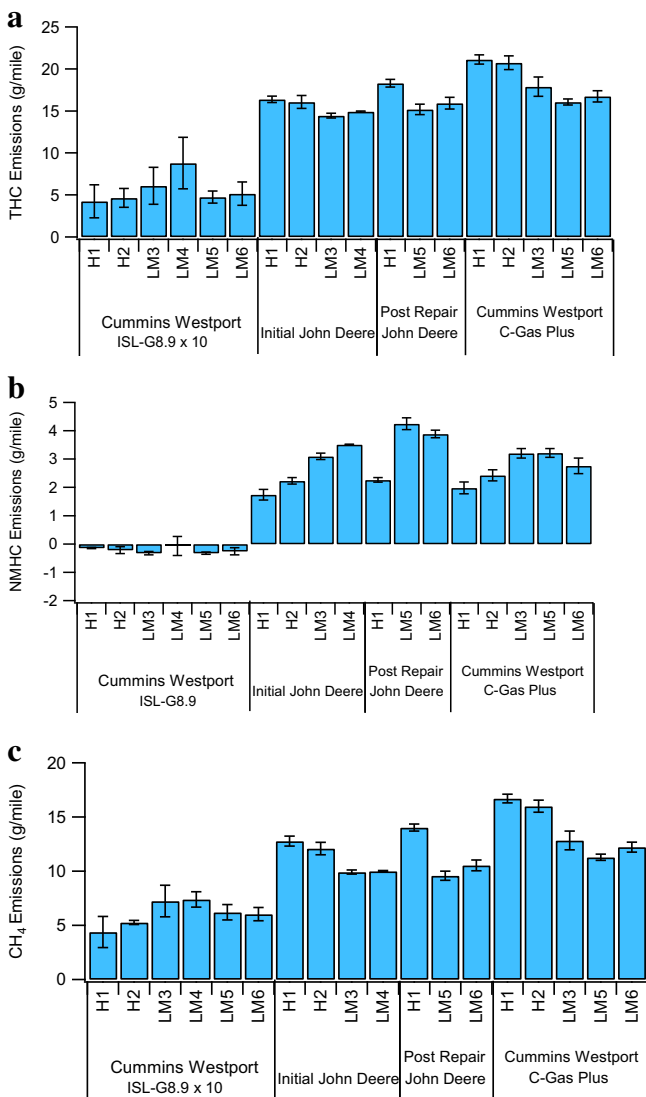 a
THC Emissions (g/mile)
25
20
15
10
5
0
H1 H2 LM3 LM4 LM5 LM6 H1 H2 LM3 LM4 H1 LM5 LM6 H1 H2 LM3 LM5 LM6
Cummins Westport
ISL-G8.9 x 10
Initial John Deere
Post Repair
John Deere
Cummins Westport
C-Gas Plus
b
NMHC Emissions (g/mile)
5
4
3
2
1
0
-1
-2
H1 H2 LM3 LM4 LM5 LM6 H1 H2 LM3 LM4 H1 LM5 LM6 H1 H2 LM3 LM5 LM6
Cummins Westport
ISL-G8.9
Initial John Deere
Post Repair
John Deere
Cummins Westport
C-Gas Plus
c
CH₄ Emissions (g/mile)
20
15
10
5
0
H1 H2 LM3 LM4 LM5 LM6 H1 H2 LM3 LM4 H1 LM5 LM6 H1 H2 LM3 LM5 LM6
Cummins Westport
ISL-G8.9 x 10
Initial John Deere
Post Repair
John Deere
Cummins Westport
C-Gas Plus